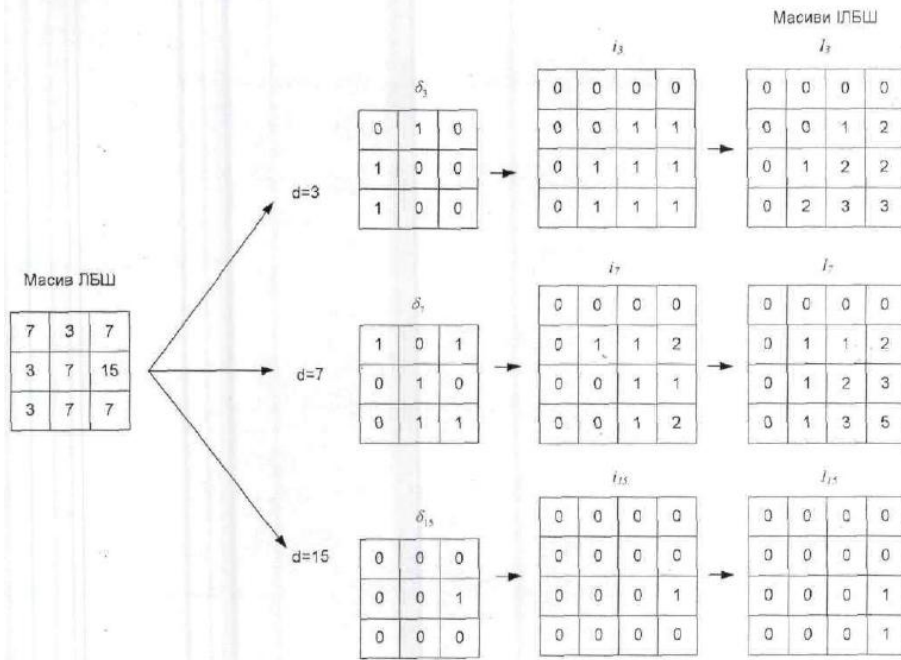 Масиви ІЛБШ
i3
I3
δ3
0 0 0 0
0 0 0 0
0 1 0
0 0 1 1
0 0 1 2
1 0 0
0 1 1 1
0 1 2 2
d=3
1 0 0
0 1 1 1
0 2 3 3
Масив ЛБШ
i7
I7
δ7
0 0 0 0
0 0 0 0
7 3 7
1 0 1
0 1 1 2
0 1 1 2
3 7 15
d=7
0 1 0
0 0 1 1
0 1 2 3
3 7 7
0 1 1
0 0 1 2
0 1 3 5
i15
I15
δ15
0 0 0 0
0 0 0 0
d=15
0 0 0
0 0 0 0
0 0 0 0
0 0 1
0 0 0 1
0 0 0 1
0 0 0
0 0 0 0
0 0 0 1